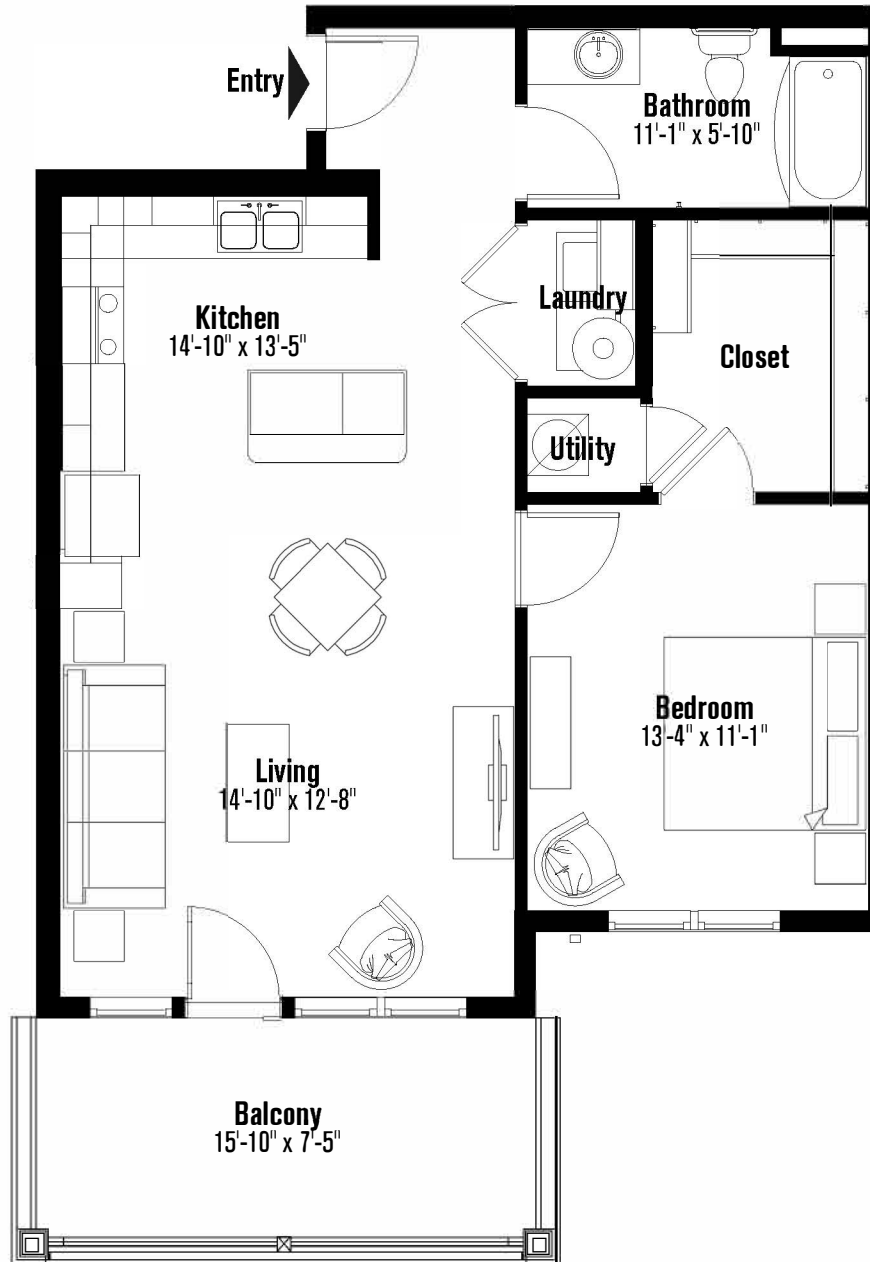 Entry
Bathroom
11'-1" x 5'-10"
Kitchen
14'-10" x 13'-5"
Laundry
Closet
Utility
Bedroom
13'-4" x 11'-1"
Living
14'-10" x 12'-8"
Balcony
15'-10" x 7'-5"